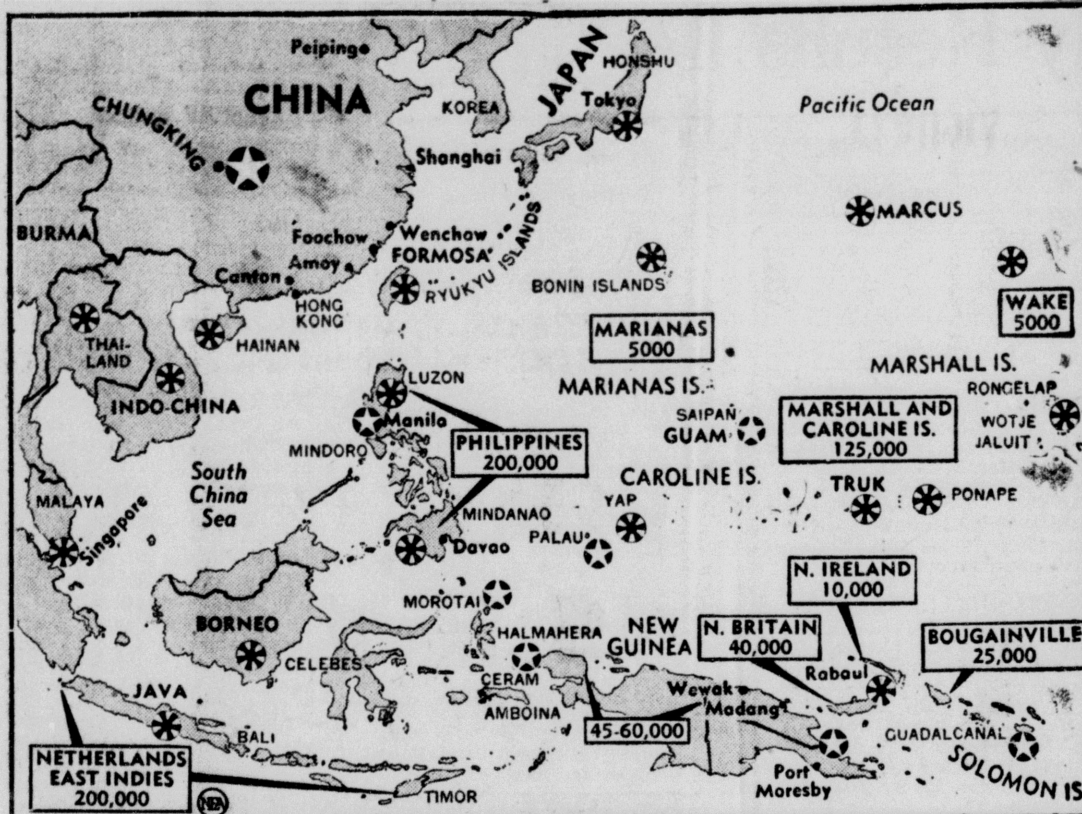 Peiping
CHINA
CHUNGKING
KOREA
JAPAN
HONSHU
Tokyo
Pacific Ocean
Shanghai
MARCUS
BURMA
Foochow
Wenchow
Amoy
FORMOSA
RYUKYU ISLANDS
Canton
HONG
KONG
BONIN ISLANDS
WAKE
5000
THAI-
LAND
HAINAN
MARIANAS
5000
INDO-CHINA
LUZON
MARIANAS IS.
MARSHALL IS.
RONGELAP
Manila
SAIPAN
GUAM
MARSHALL AND
CAROLINE IS.
125,000
WOTJE
JALUIT
MINDORO
PHILIPPINES
200,000
South
China
Sea
CAROLINE IS.
MALAYA
Singapore
MINDANAO
YAP
TRUK
PONAPE
Davao
PALAU
N. IRELAND
10,000
MOROTAI
BORNEO
HALMAHERA
NEW
GUINEA
N. BRITAIN
40,000
BOUGAINVILLE
25,000
CELEBES
CERAM
Rabaul
JAVA
AMBOINA
Wewak
Madang
BALI
45-60,000
GUADALCANAL
NETHERLANDS
EAST INDIES
200,000
NEA
TIMOR
Port
Moresby
SOLOMON IS